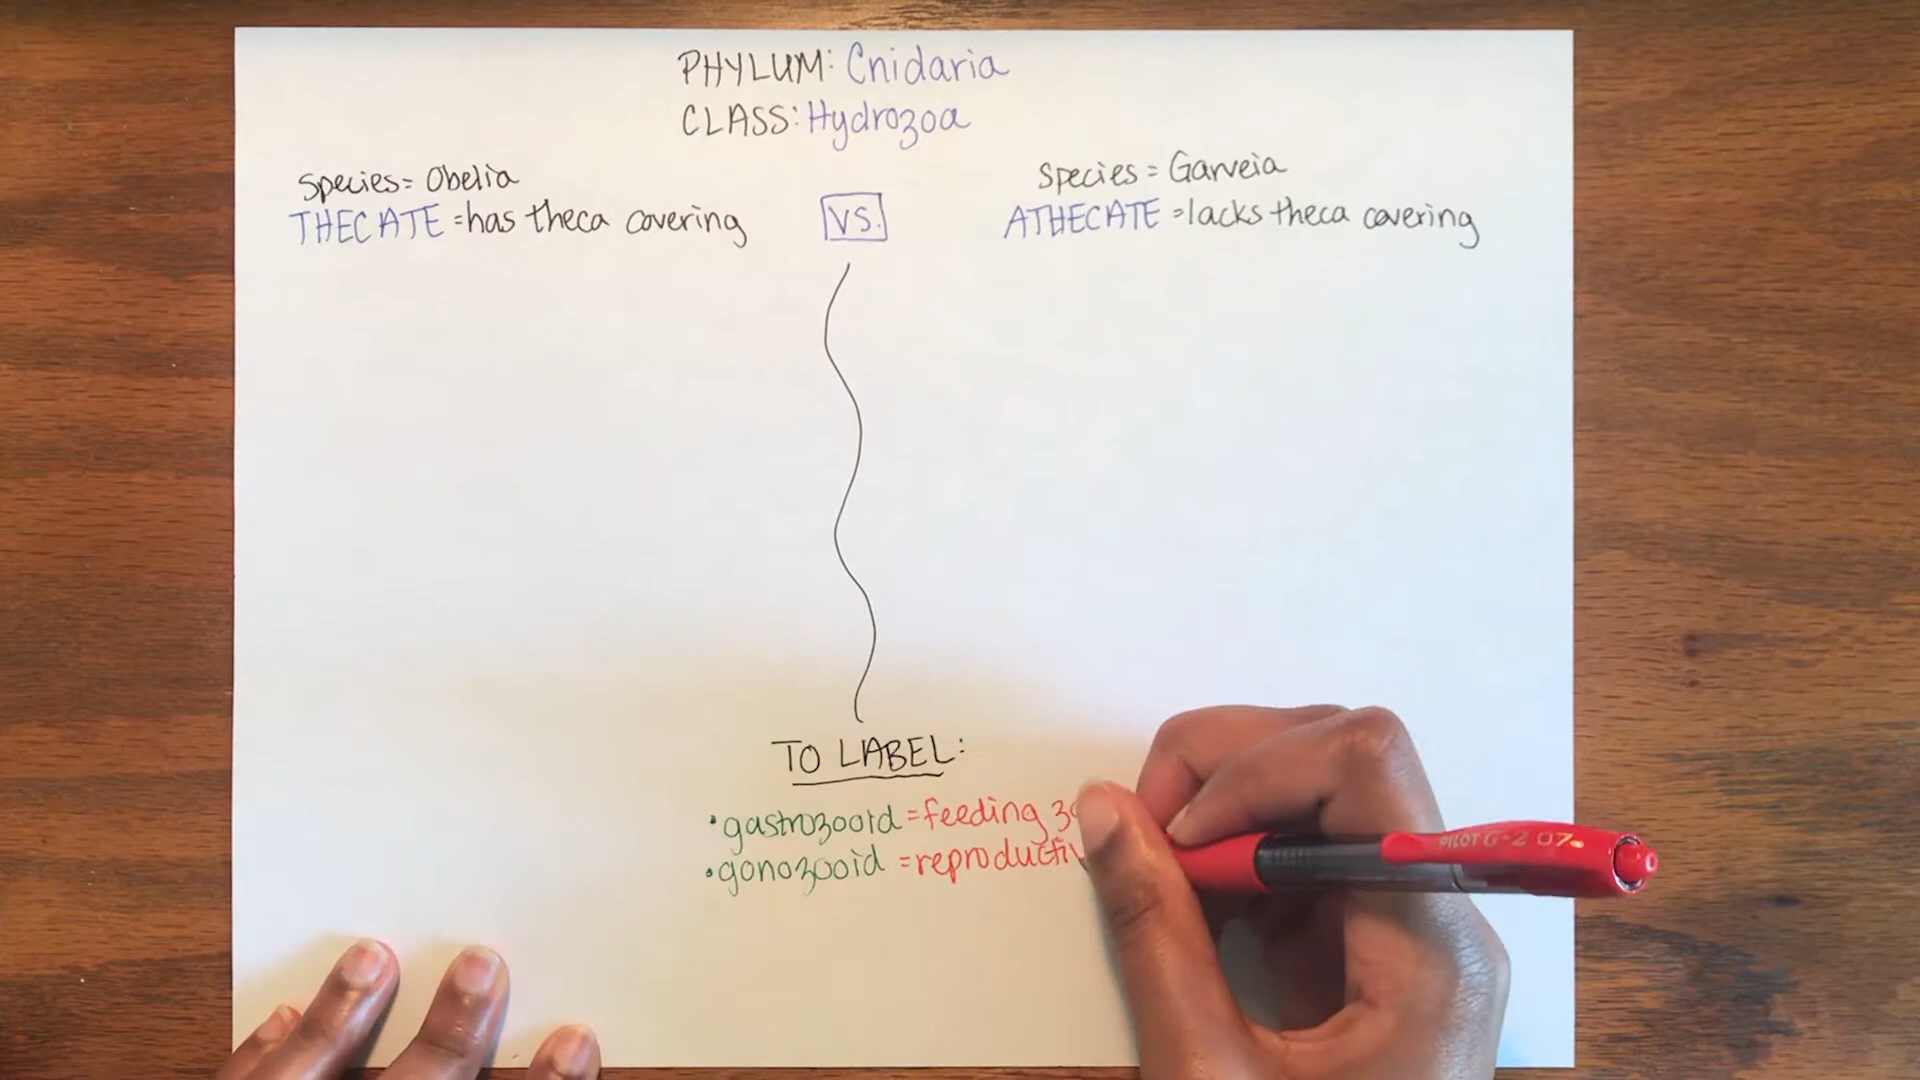 PHYLUM: Cnidaria
CLASS: Hydrozoa
Species= Obelia
THECATE =has theca covering
VS.
Species = Garveia
ATHECATE =lacks theca covering
TO LABEL:
•gastrozooid =feeding
•gonozooid =reproductiv
PILOT G-2 07